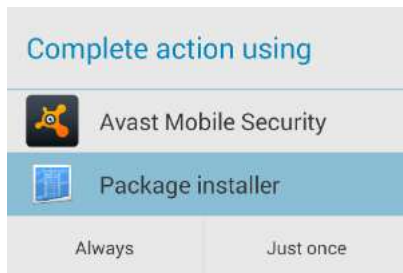 Complete action using
Avast Mobile Security
Package installer
Always Just once